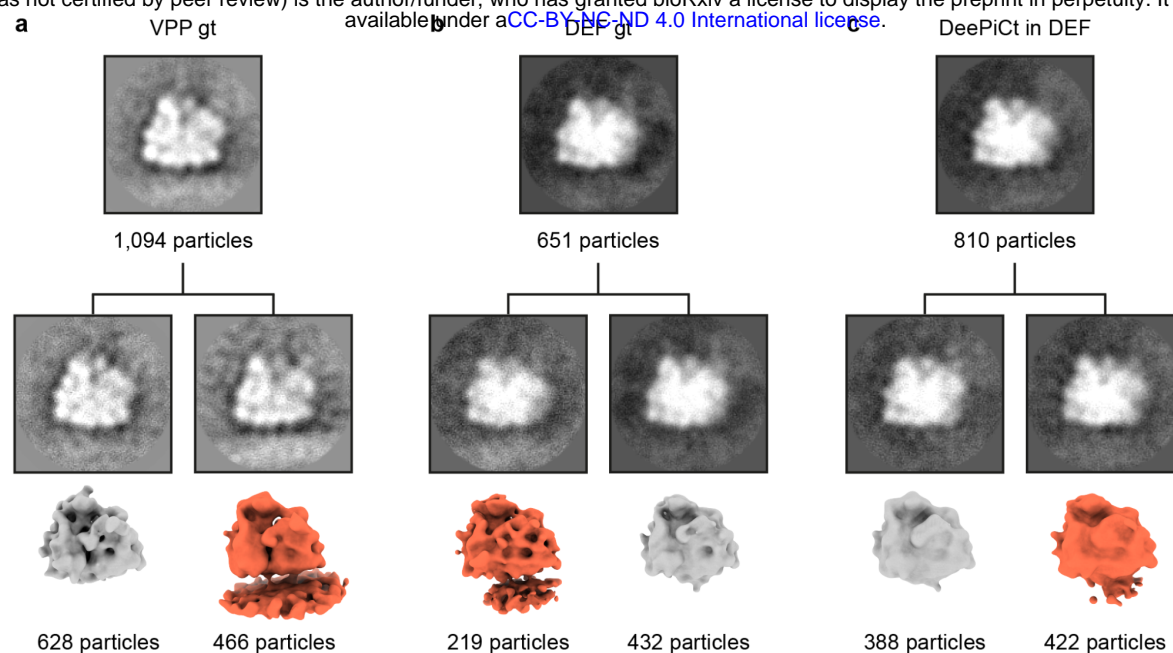 as not certified by peer review) is the author/funder, who has granted bioRxiv a license to display the preprint in perpetuity. It
available under aCC-BY-NC-ND 4.0 International license.
a VPP gt b DEF gt c DeePiCt in DEF
1,094 particles 651 particles 810 particles
628 particles 466 particles 219 particles 432 particles 388 particles 422 particles